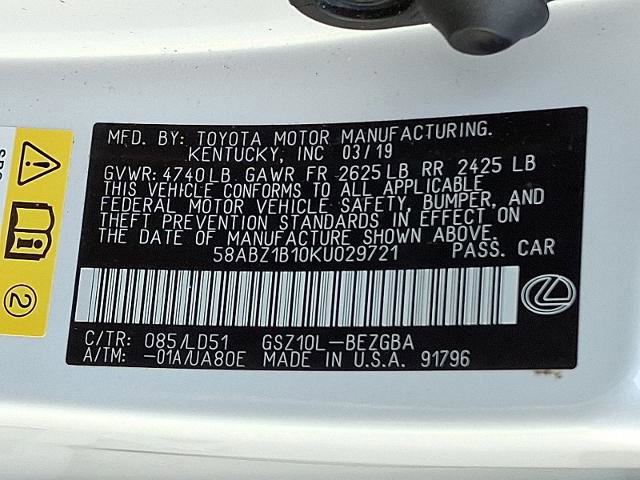 MFD. BY: TOYOTA MOTOR MANUFACTURING.
KENTUCKY, INC 03/19
GVWR: 4740LB GAWR FR 2625LB RR 2425 LB
THIS VEHICLE CONFORMS TO ALL APPLICABLE
FEDERAL MOTOR VEHICLE SAFETY, BUMPER, AND
THEFT PREVENTION STANDARDS IN EFFECT ON
THE DATE OF MANUFACTURE SHOWN ABOVE.
58ABZ1B10KU029721 PASS. CAR
C/TR: 085/LD51 GSZ10L-BEZGBA
A/TM: -01A/UA80E MADE IN U.S.A. 91796
2